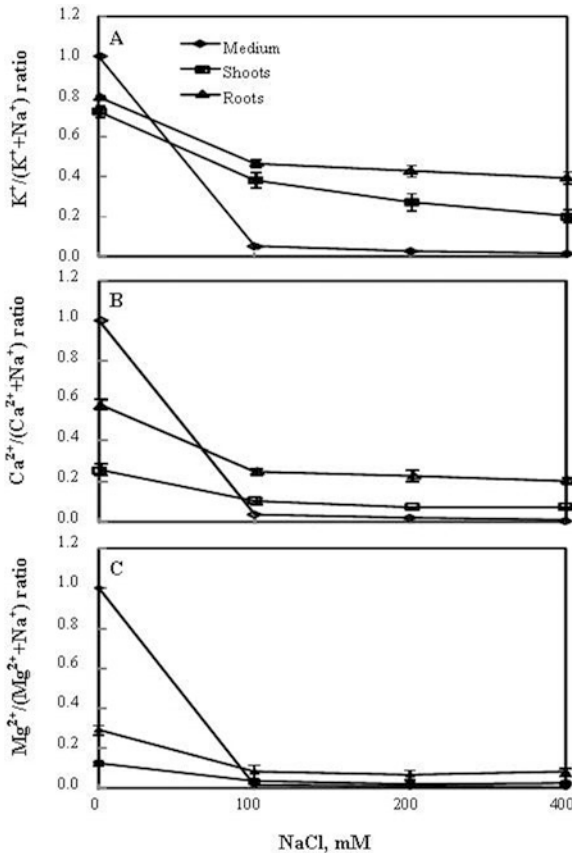 A
Medium
Shoots
Roots
1.2
1.0
0.8
0.6
0.4
0.2
0.0
K⁺/(K⁺+Na⁺) ratio
B
1.2
1.0
0.8
0.6
0.4
0.2
0.0
Ca²⁺/(Ca²⁺+Na⁺) ratio
C
1.2
1.0
0.8
0.6
0.4
0.2
0.0
Mg²⁺/(Mg²⁺+Na⁺) ratio
0 100 200 400
NaCl, mM